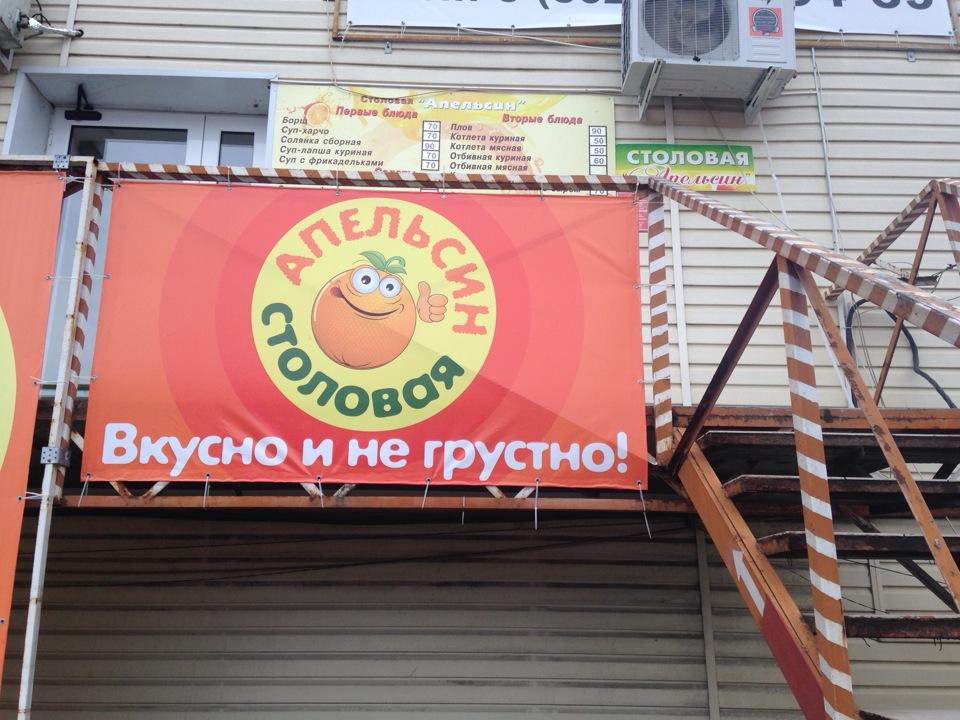 Столовая "Апельсин"
Первые блюда
Борщ 70
Суп-харчо 70
Солянка сборная 90
Суп-лапша куриная 70
Суп с фрикадельками 70
Вторые блюда
Плов 90
Котлета куриная 50
Котлета мясная 50
Отбивная куриная 50
Отбивная мясная 60
СТОЛОВАЯ
"Апельсин"
АПЕЛЬСИН
СТОЛОВАЯ
Вкусно и не грустно!